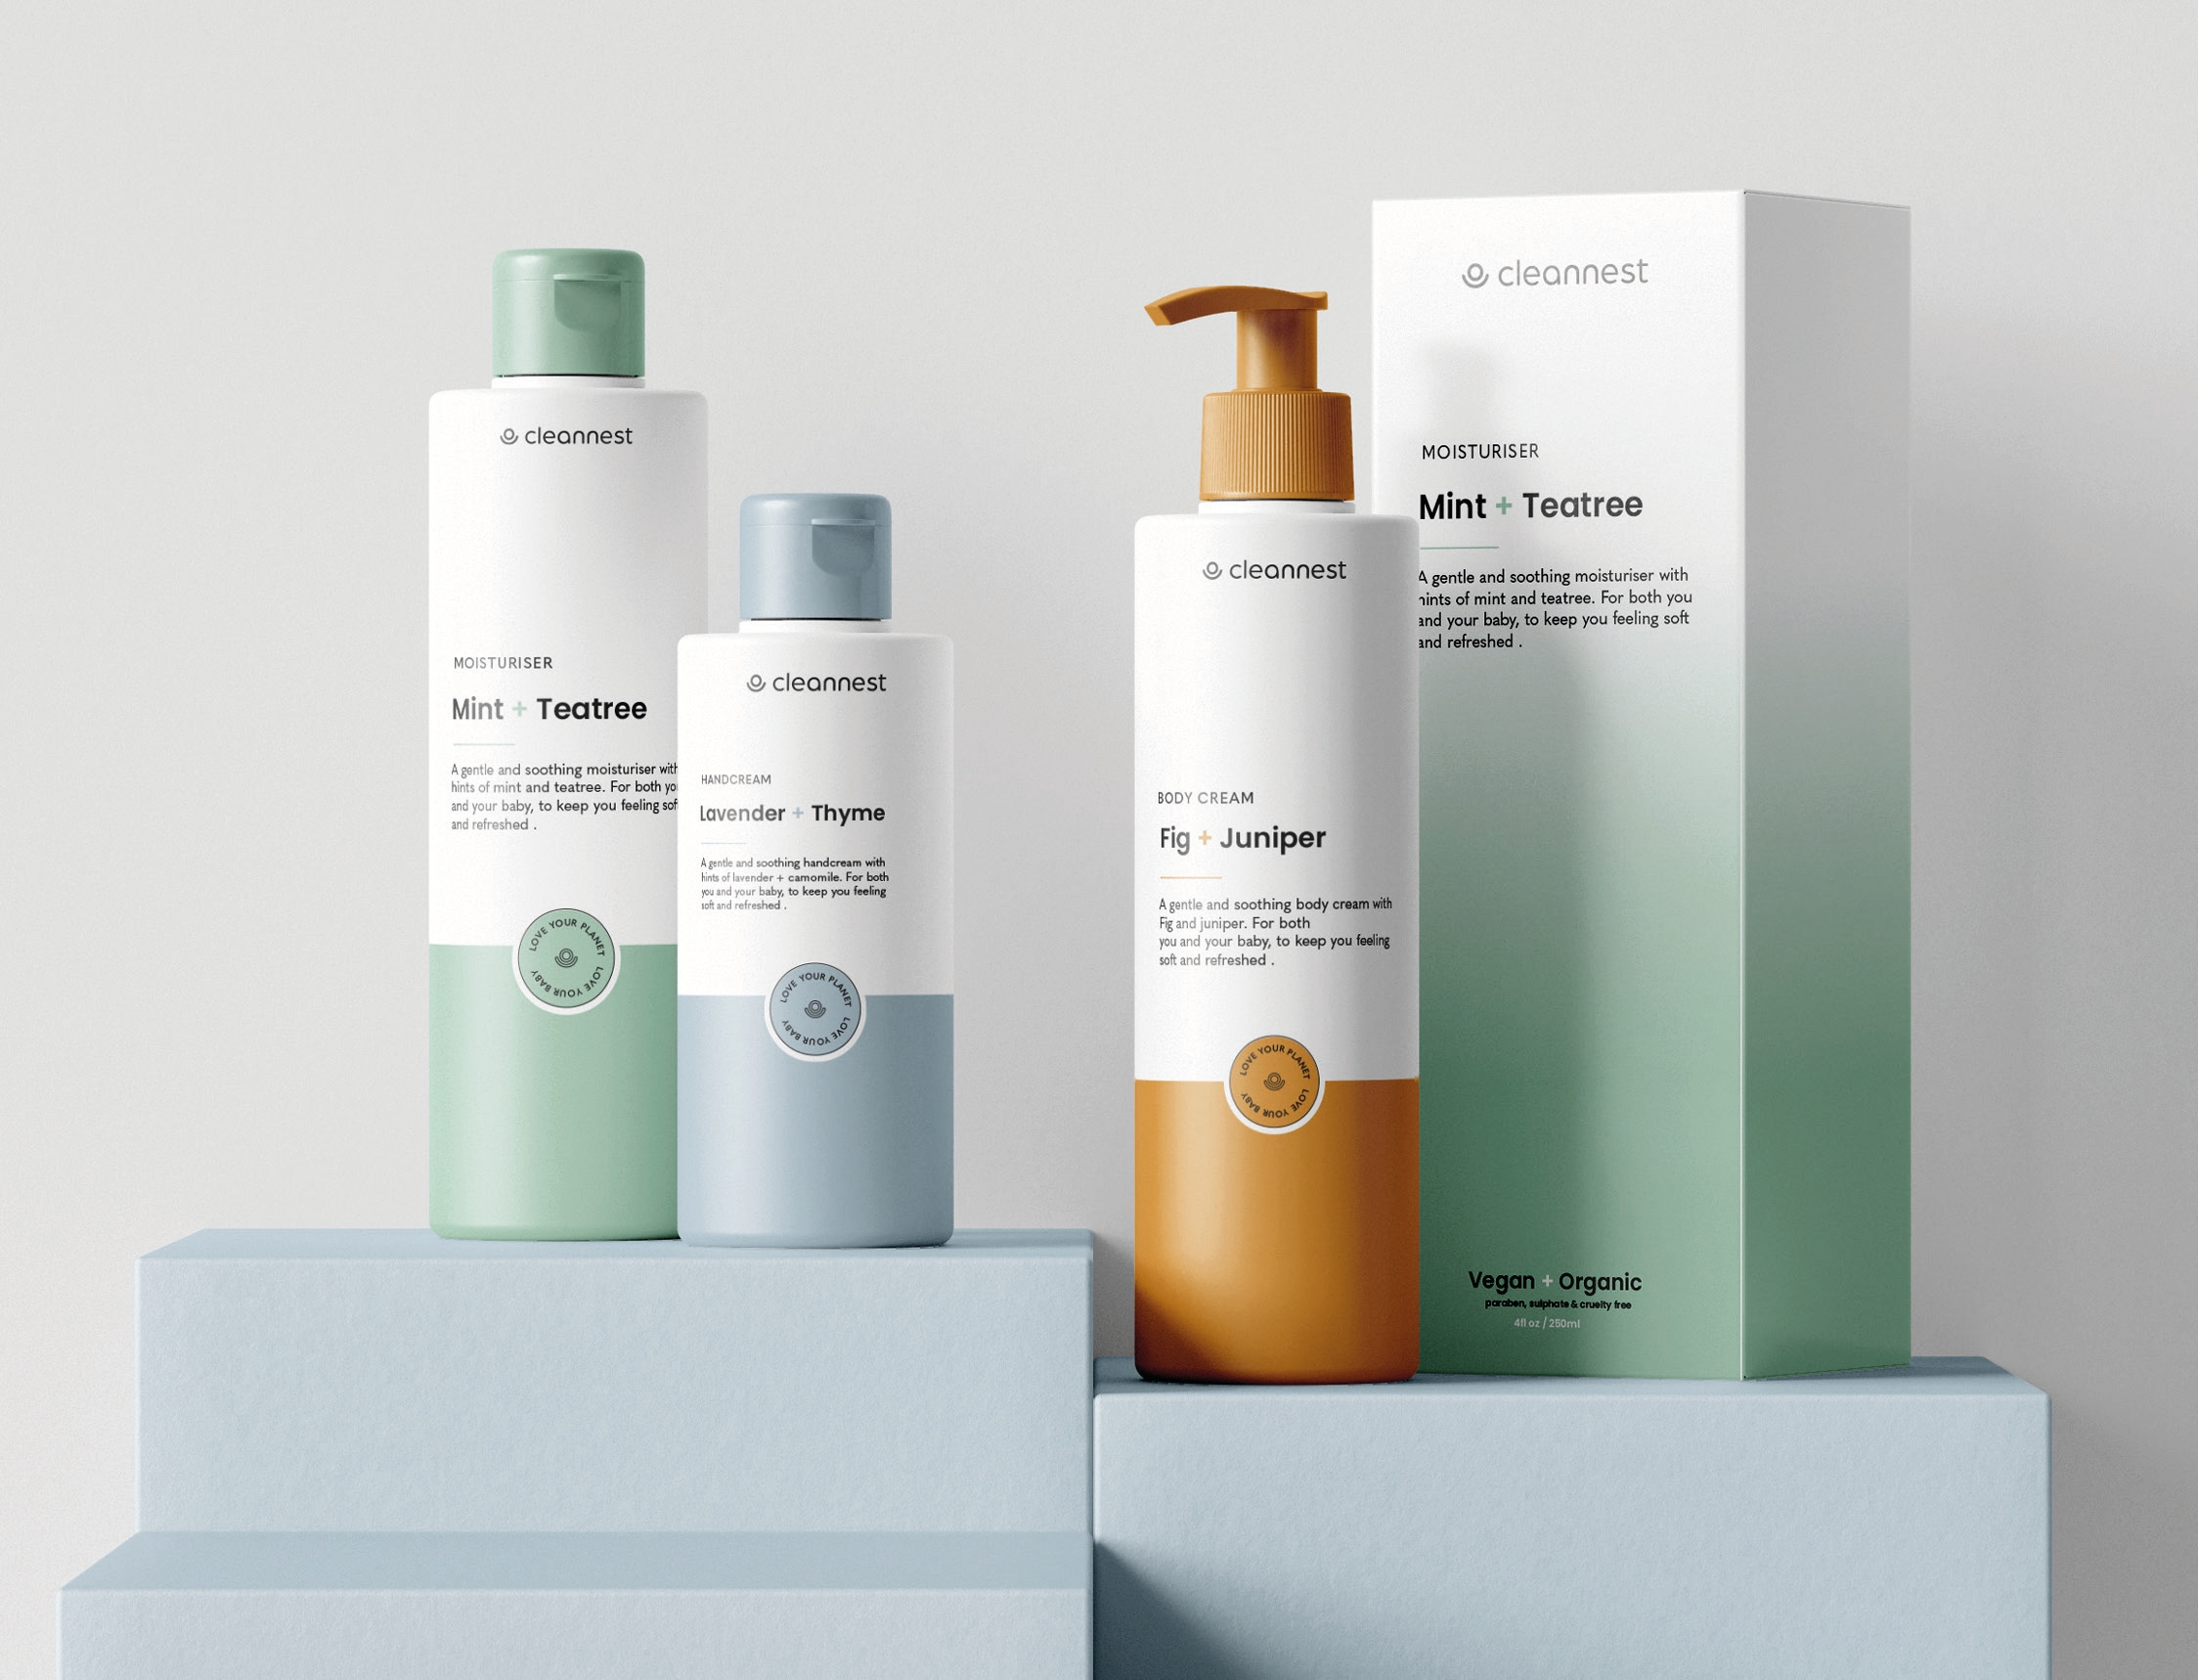 cleannest
MOISTURISER
Mint + Teatree
A gentle and soothing moisturiser with
hints of mint and teatree. For both you
and your baby, to keep you feeling soft
and refreshed .
LOVE YOUR PLANET
LOVE YOUR BABY
cleannest
HANDCREAM
Lavender + Thyme
A gentle and soothing handcream with
hints of lavender + camomile. For both
you and your baby, to keep you feeling
soft and refreshed .
LOVE YOUR PLANET
LOVE YOUR BABY
cleannest
BODY CREAM
Fig + Juniper
A gentle and soothing body cream with
Fig and juniper. For both
you and your baby, to keep you feeling
soft and refreshed .
LOVE YOUR PLANET
LOVE YOUR BABY
cleannest
MOISTURISER
Mint + Teatree
A gentle and soothing moisturiser with
hints of mint and teatree. For both you
and your baby, to keep you feeling soft
and refreshed .
Vegan + Organic
paraben, sulphate & cruelty free
4fl oz / 250ml